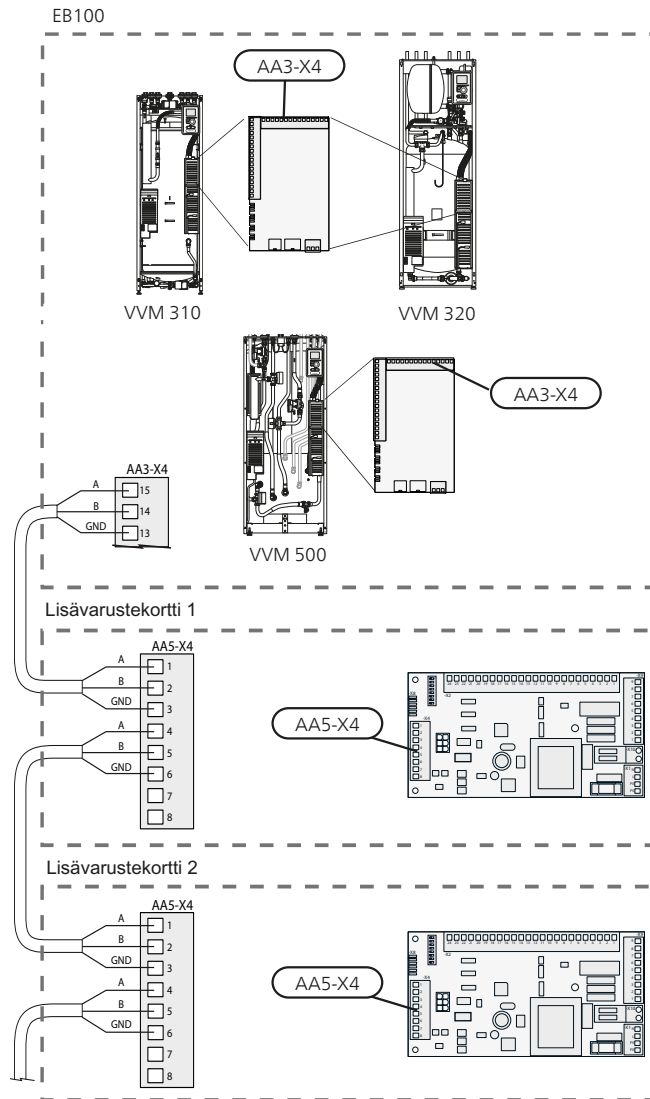 EB100
AA3-X4
VVM 310
VVM 320
AA3-X4
VVM 500
AA3-X4
A
15
B
14
GND
13
Lisävarustekortti 1
AA5-X4
A
1
B
2
GND
3
A
4
B
5
GND
6
7
8
AA5-X4
Lisävarustekortti 2
AA5-X4
A
1
B
2
GND
3
A
4
B
5
GND
6
7
8
AA5-X4